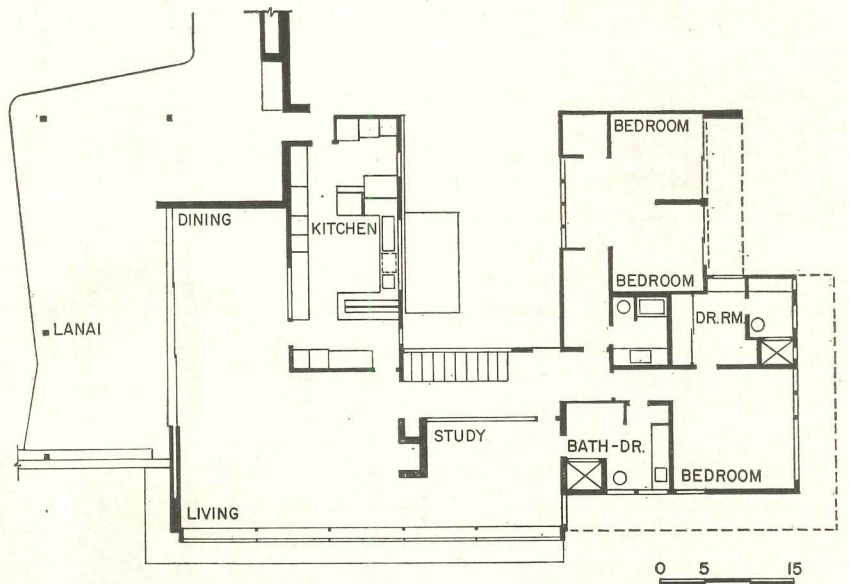 BEDROOM
DINING
KITCHEN
BEDROOM
DR. RM.
LANAI
STUDY
BATH-DR.
BEDROOM
LIVING
0 5 15